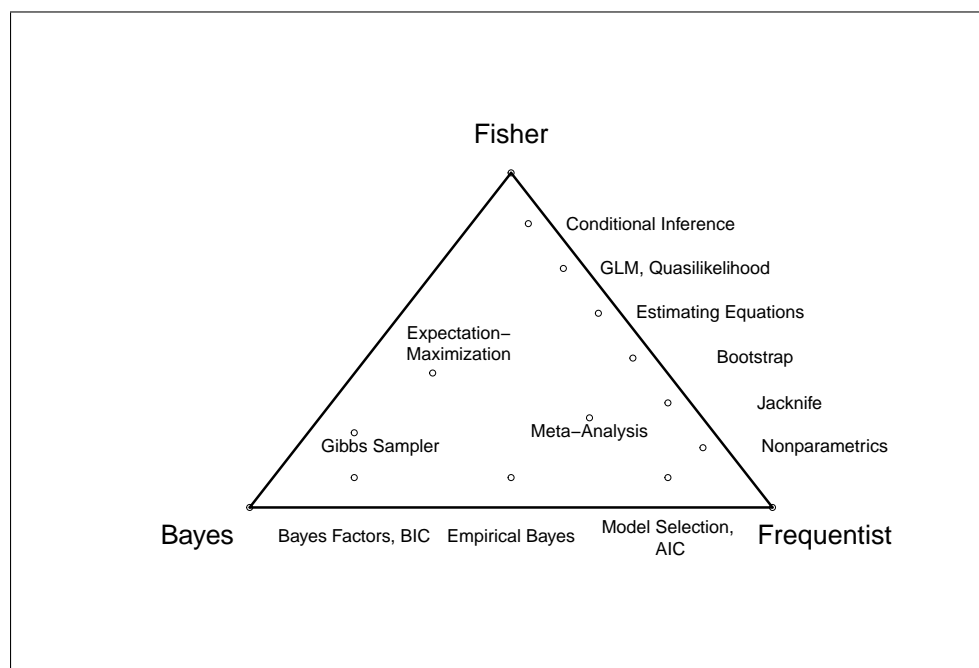 Fisher
Conditional Inference
GLM, Quasilikelihood
Estimating Equations
Expectation−
Maximization
Bootstrap
Jacknife
Meta−Analysis
Gibbs Sampler
Nonparametrics
Bayes
Bayes Factors, BIC
Empirical Bayes
Model Selection,
AIC
Frequentist